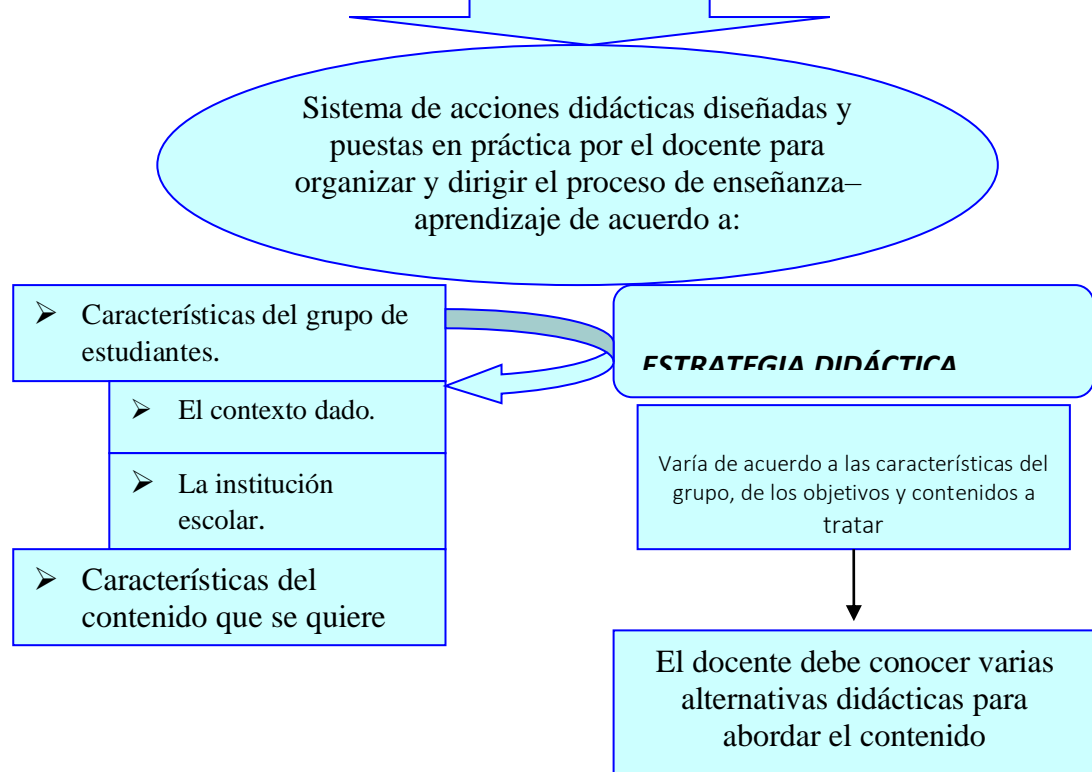 Sistema de acciones didácticas diseñadas y
puestas en práctica por el docente para
organizar y dirigir el proceso de enseñanza–
aprendizaje de acuerdo a:
➢ Características del grupo de
estudiantes.
➢ El contexto dado.
➢ La institución
escolar.
➢ Características del
contenido que se quiere
ESTRATEGIA DIDÁCTICA
Varía de acuerdo a las características del
grupo, de los objetivos y contenidos a
tratar
El docente debe conocer varias
alternativas didácticas para
abordar el contenido